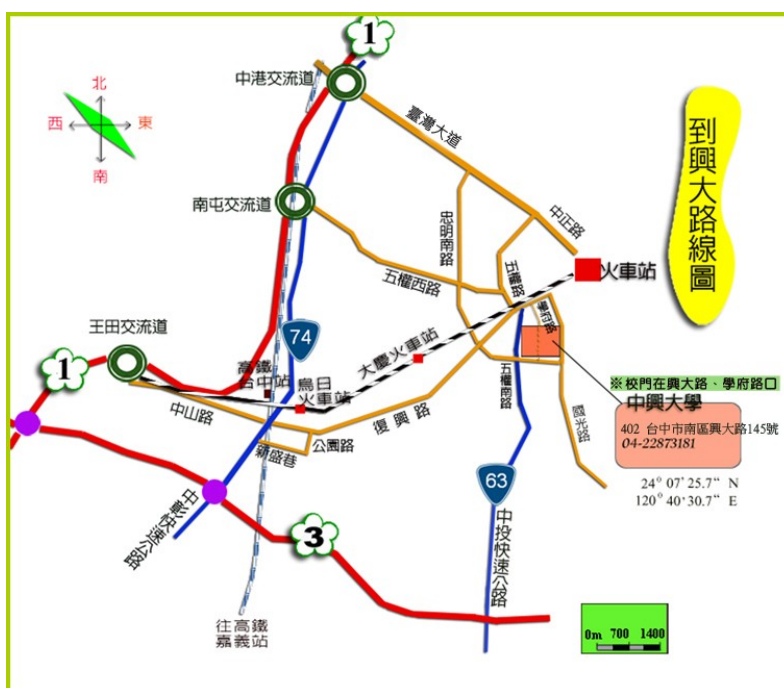 到興大路線圖
1
中港交流道
北
西
東
南
臺灣大道
南屯交流道
忠明南路
中正路
五權西路
五權路
火車站
學府路
王田交流道
74
大慶火車站
高鐵
台中站
烏日
火車站
1
※校門在興大路、學府路口
中興大學
402 台中市南區興大路145號
04-22873181
24° 07' 25.7" N
120° 40' 30.7" E
五權南路
國光路
中山路
復興路
公園路
新盛巷
63
中彰快速公路
中投快速公路
3
往高鐵
嘉義站
0m 700 1400